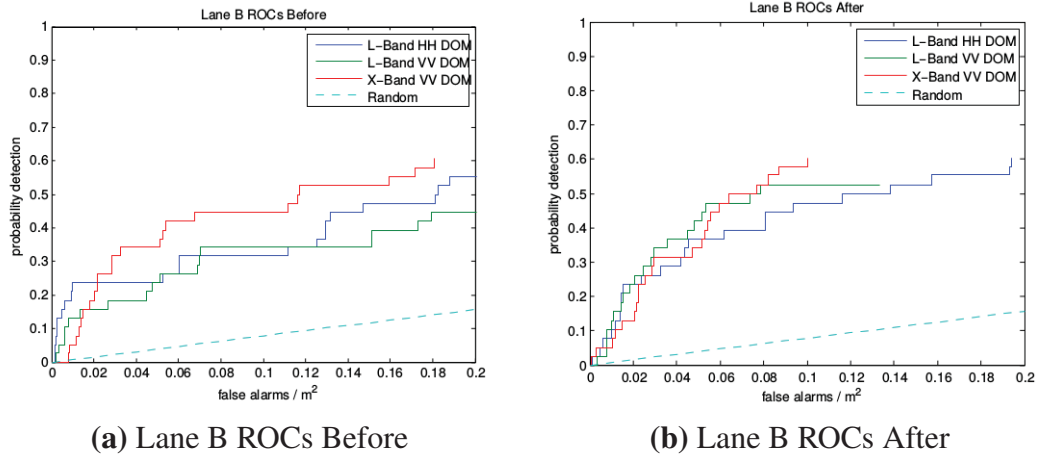 Lane B ROCs Before
1
0.9
0.8
0.7
0.6
0.5
0.4
0.3
0.2
0.1
0
probability detection
L-Band HH DOM
L-Band VV DOM
X-Band VV DOM
Random
0 0.02 0.04 0.06 0.08 0.1 0.12 0.14 0.16 0.18 0.2
false alarms / m²
(a) Lane B ROCs Before
Lane B ROCs After
1
0.9
0.8
0.7
0.6
0.5
0.4
0.3
0.2
0.1
0
probability detection
L-Band HH DOM
L-Band VV DOM
X-Band VV DOM
Random
0 0.02 0.04 0.06 0.08 0.1 0.12 0.14 0.16 0.18 0.2
false alarms / m²
(b) Lane B ROCs After